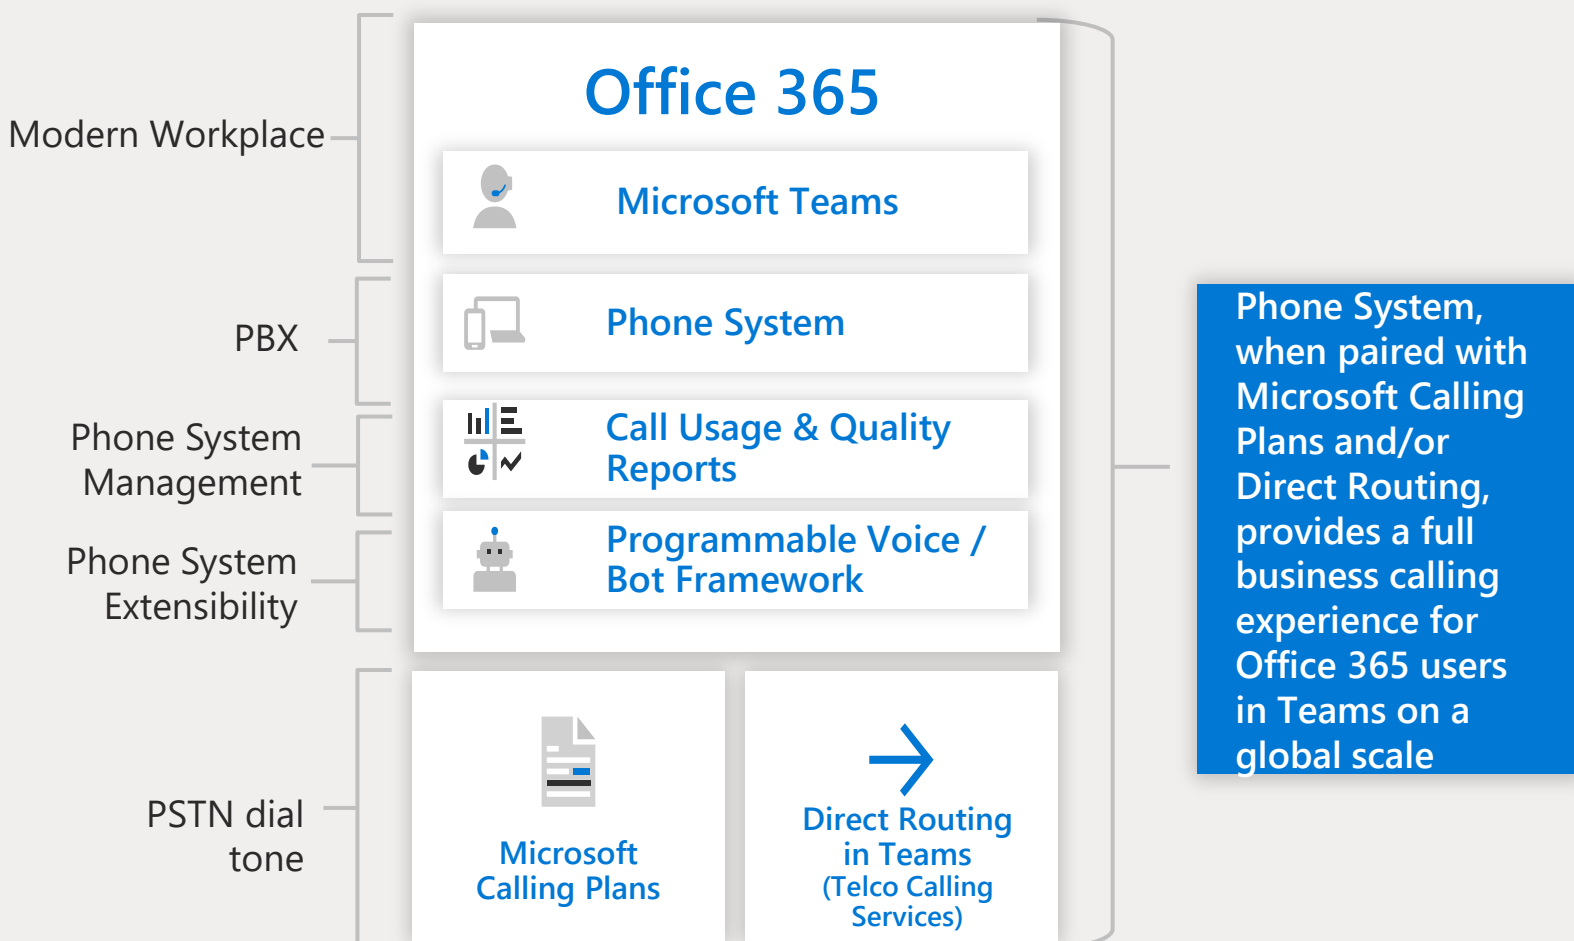 Office 365
Modern Workplace
Microsoft Teams
PBX
Phone System
Phone System
Management
Call Usage & Quality
Reports
Phone System
Extensibility
Programmable Voice /
Bot Framework
PSTN dial
tone
Microsoft
Calling Plans
Direct Routing
in Teams
(Telco Calling
Services)
Phone System,
when paired with
Microsoft Calling
Plans and/or
Direct Routing,
provides a full
business calling
experience for
Office 365 users
in Teams on a
global scale